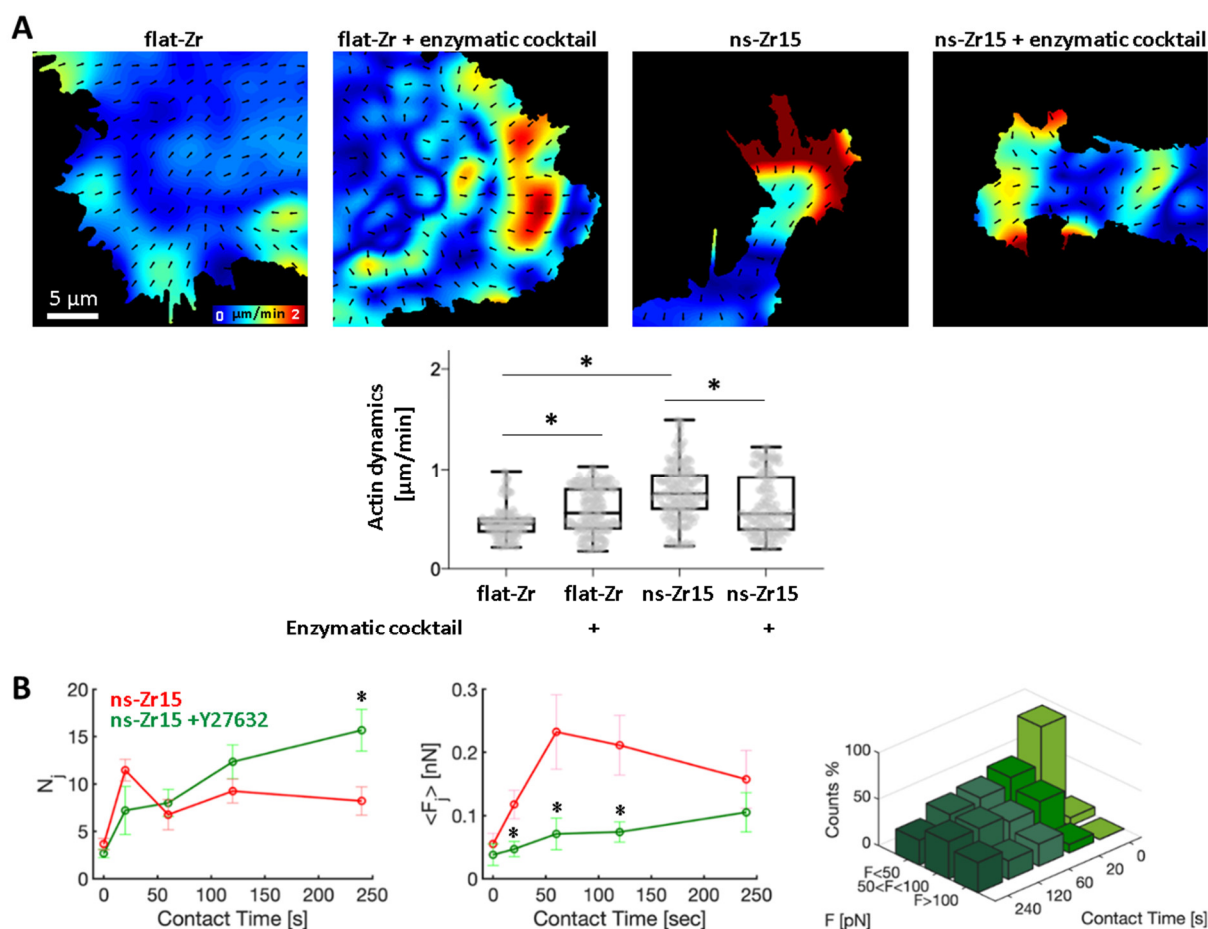 A
flat-Zr
flat-Zr + enzymatic cocktail
ns-Zr15
ns-Zr15 + enzymatic cocktail
5 µm
0 µm/min 2
Actin dynamics
[µm/min]
2
1
0
flat-Zr flat-Zr ns-Zr15 ns-Zr15
Enzymatic cocktail + +
* * *
B
ns-Zr15
ns-Zr15 +Y27632
*
Nj
20
15
10
5
0
0 50 100 150 200 250
Contact Time [s]
<Fj> [nN]
0.3
0.2
0.1
0
* * *
0 50 100 150 200 250
Contact Time [sec]
Counts %
100
50
0
F<50
50<F<100
F>100
F [pN]
240 120 60 20 0
Contact Time [s]